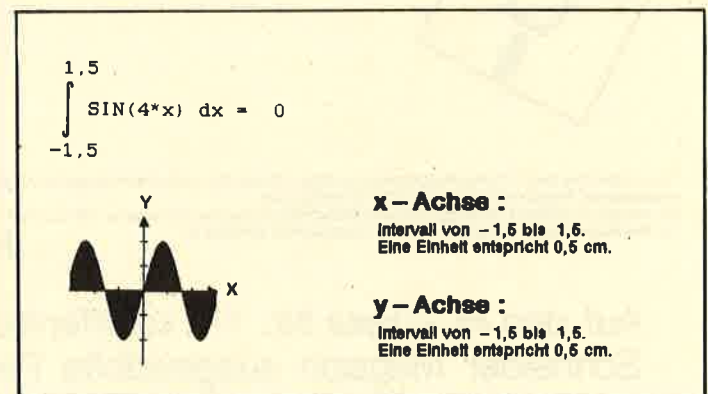 1,5
∫ SIN(4*x) dx = 0
-1,5
Y
X
x – Achse :
Intervall von – 1,5 bis 1,5.
Eine Einheit entspricht 0,5 cm.
y – Achse :
Intervall von – 1,5 bis 1,5.
Eine Einheit entspricht 0,5 cm.